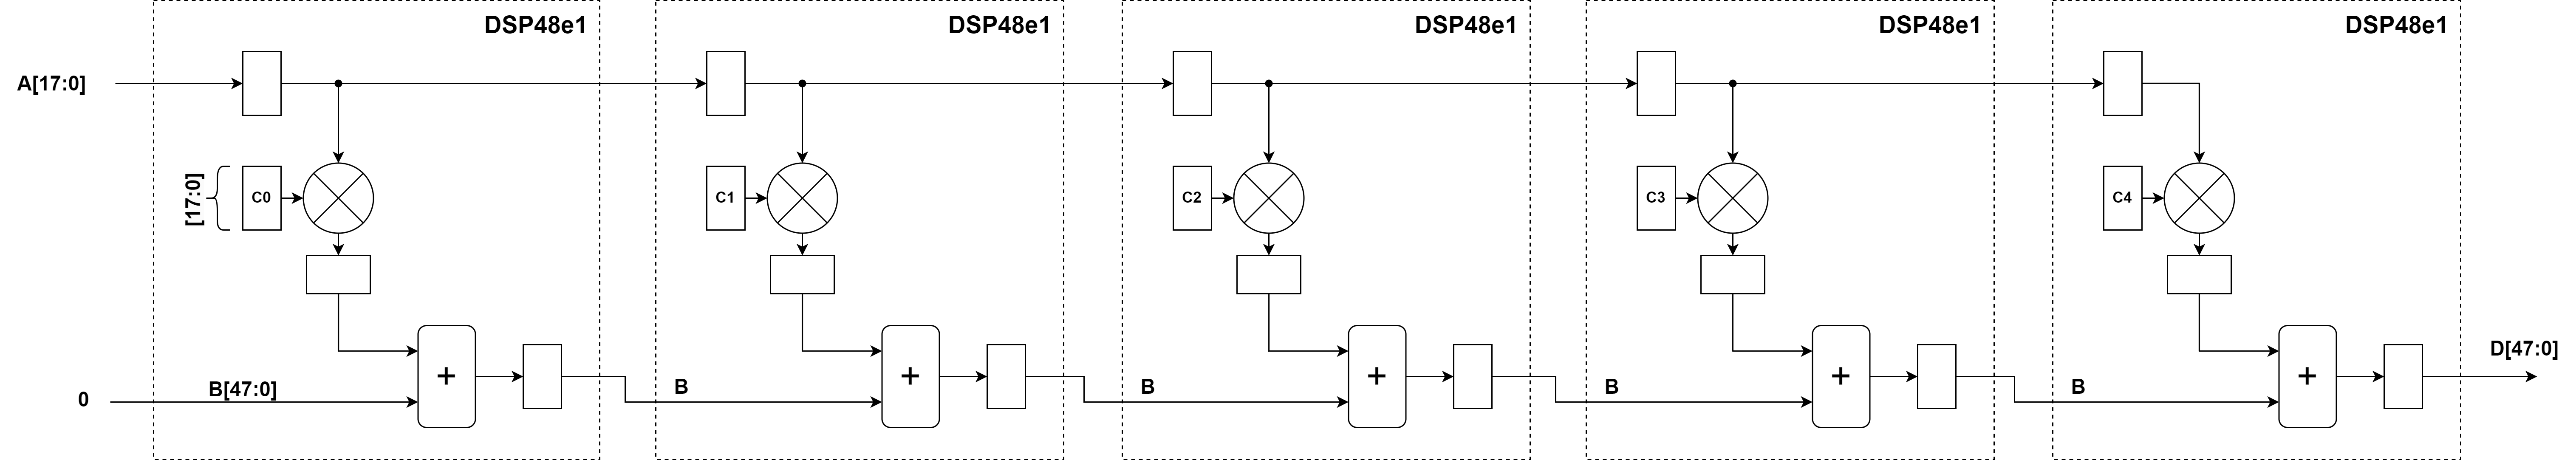 DSP48e1
DSP48e1
DSP48e1
DSP48e1
DSP48e1
A[17:0]
[17:0]
C0
C1
C2
C3
C4
D[47:0]
+
+
+
+
+
0
B[47:0]
B
B
B
B